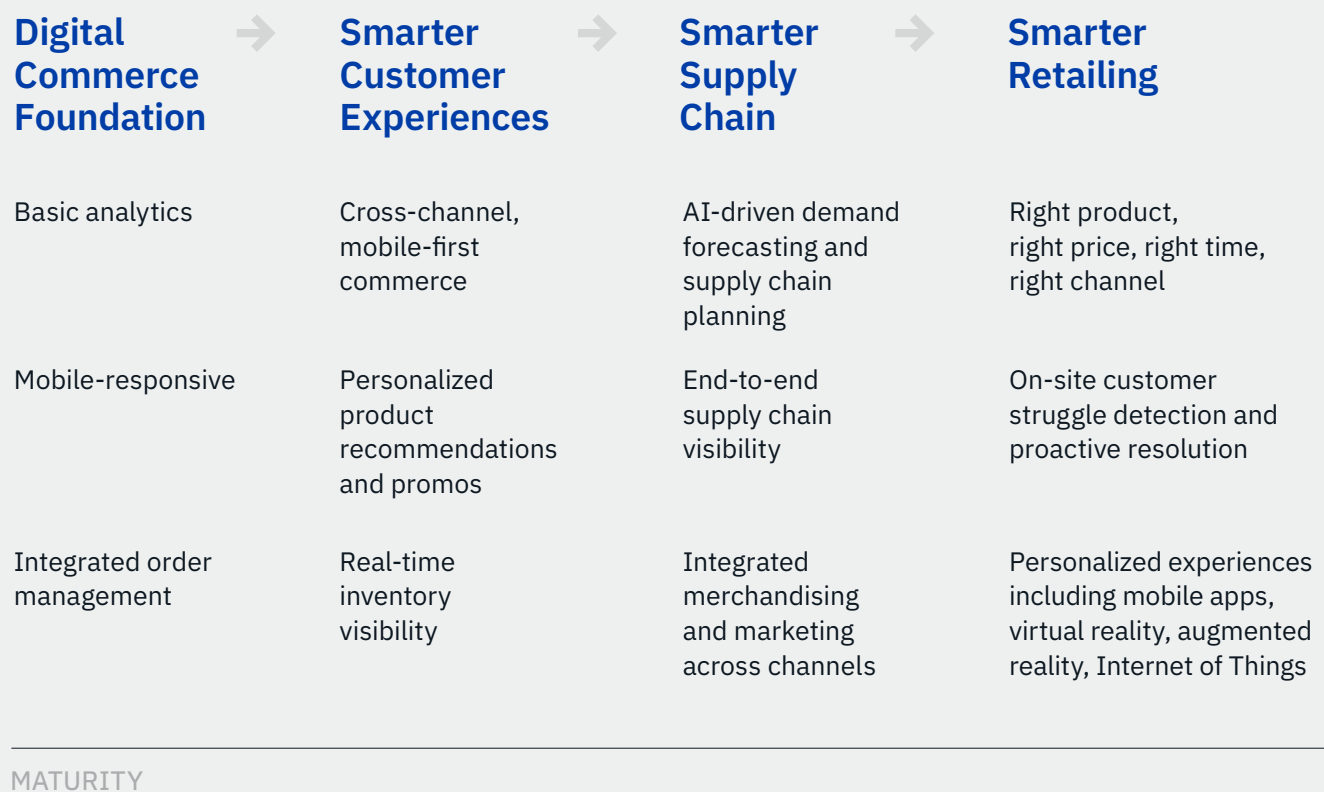 Digital
Commerce
Foundation
Smarter
Customer
Experiences
Smarter
Supply
Chain
Smarter
Retailing
Basic analytics
Cross-channel,
mobile-first
commerce
AI-driven demand
forecasting and
supply chain
planning
Right product,
right price, right time,
right channel
Mobile-responsive
Personalized
product
recommendations
and promos
End-to-end
supply chain
visibility
On-site customer
struggle detection and
proactive resolution
Integrated order
management
Real-time
inventory
visibility
Integrated
merchandising
and marketing
across channels
Personalized experiences
including mobile apps,
virtual reality, augmented
reality, Internet of Things
MATURITY